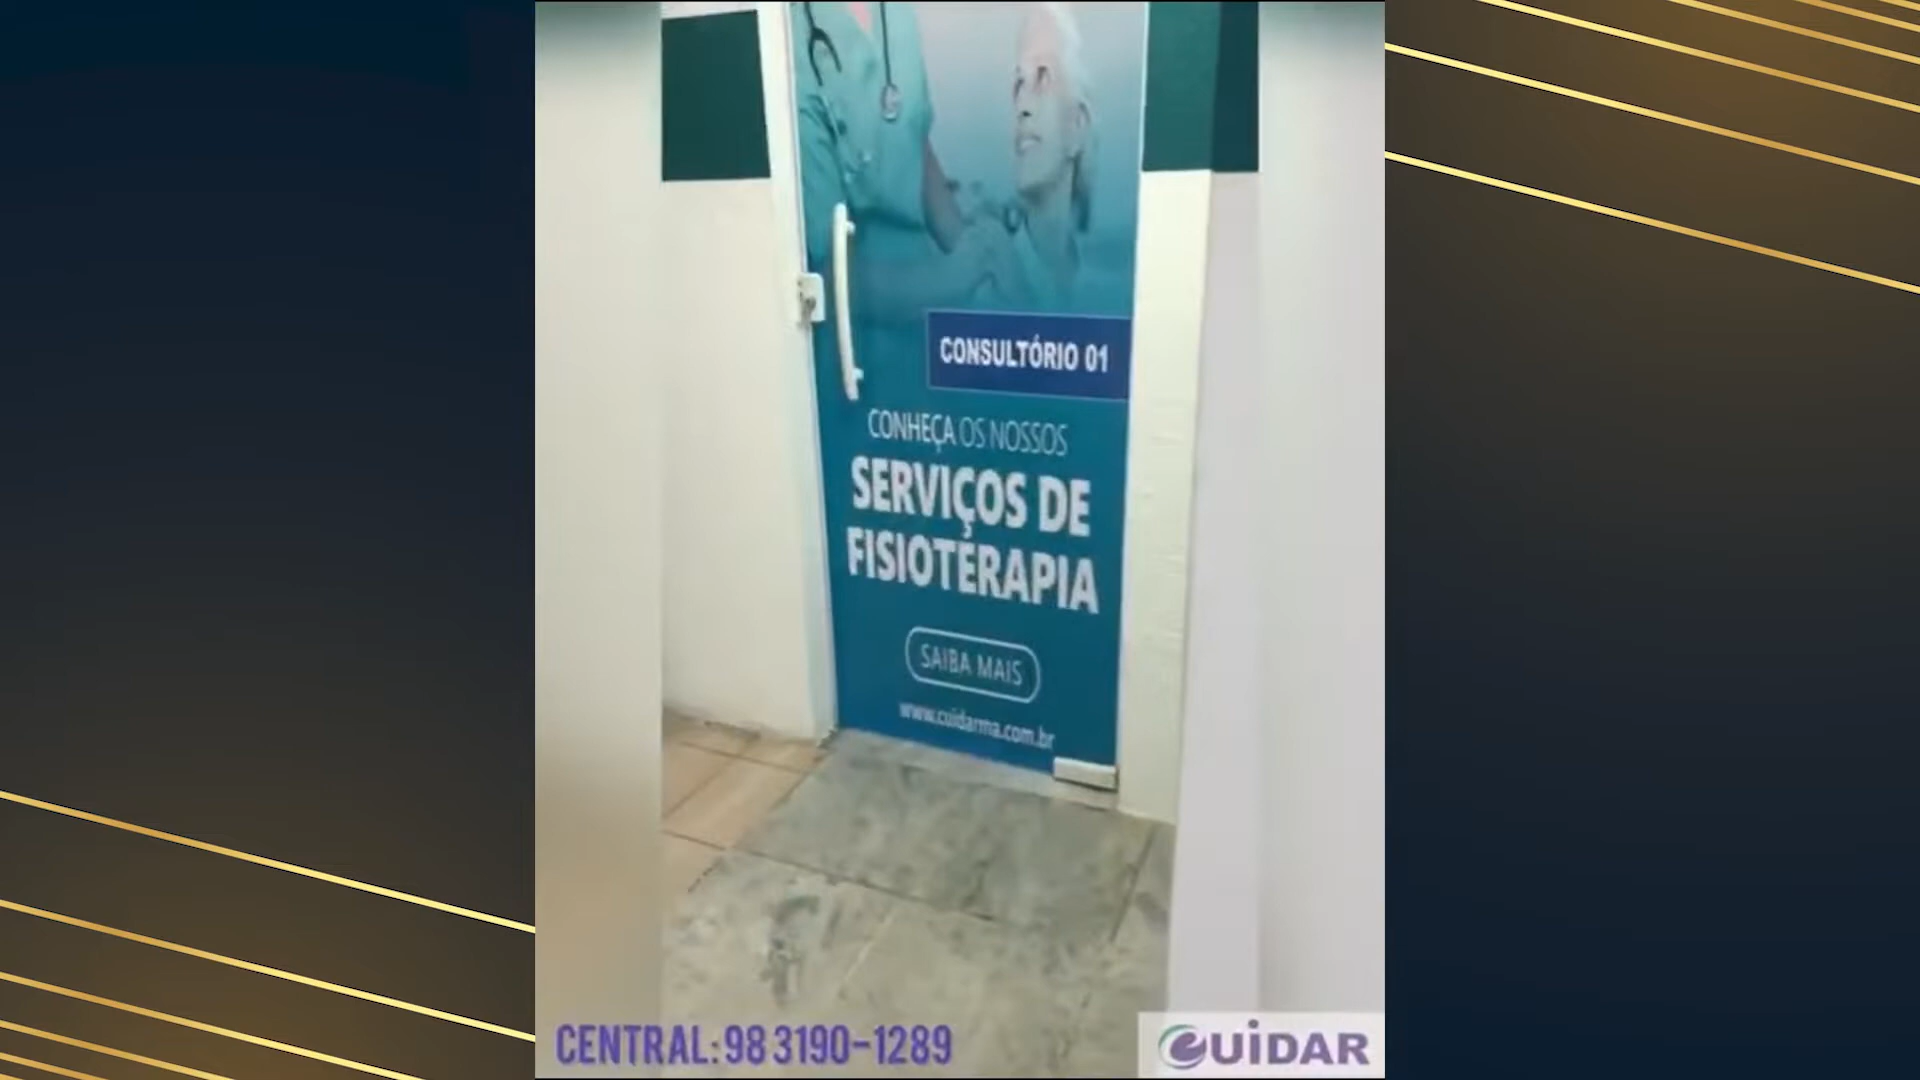 CONSULTÓRIO 01
CONHEÇA OS NOSSOS
SERVIÇOS DE
FISIOTERAPIA
SAIBA MAIS
www.cuidarma.com.br
CENTRAL: 98 3190-1289
CUiDAR